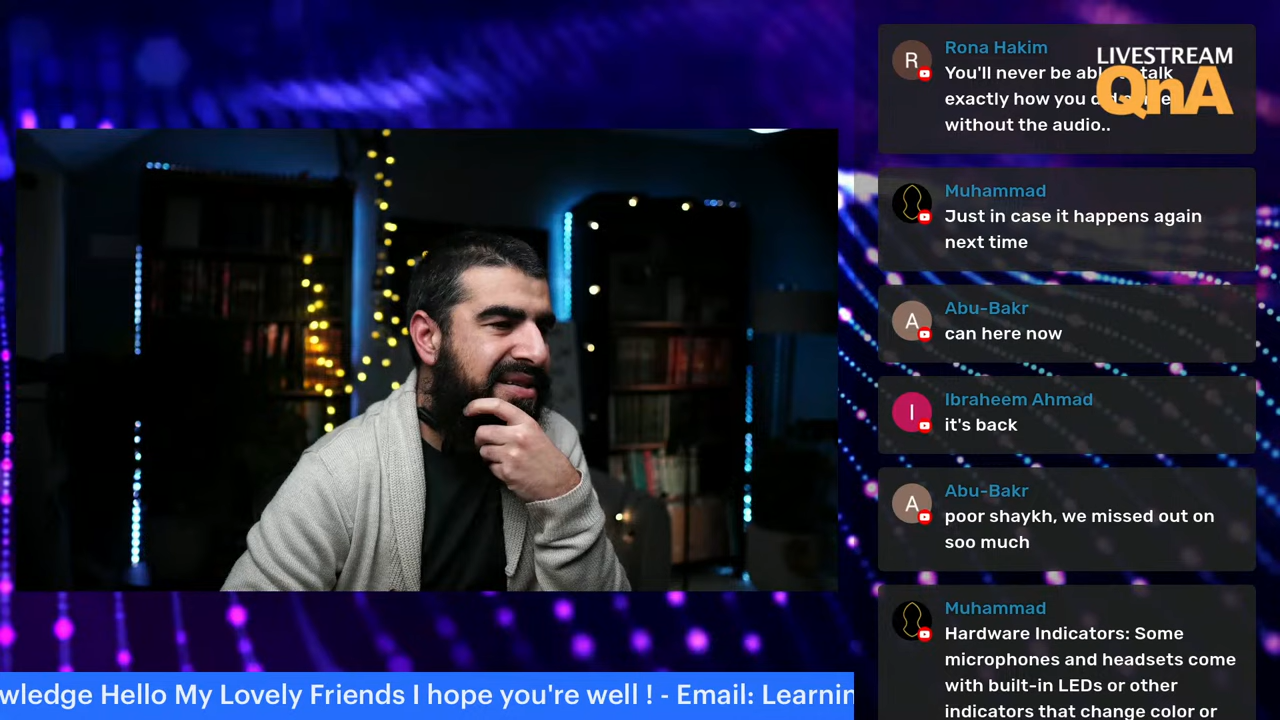 LIVESTREAM
QnA
Rona Hakim
You'll never be talk
exactly how you
without the audio..
Muhammad
Just in case it happens again
next time
Abu-Bakr
can here now
Ibraheem Ahmad
it's back
Abu-Bakr
poor shaykh, we missed out on
soo much
Muhammad
Hardware Indicators: Some
microphones and headsets come
with built-in LEDs or other
indicators that change color or
wledge Hello My Lovely Friends I hope you're well ! - Email: Learnin
R
A
I
A